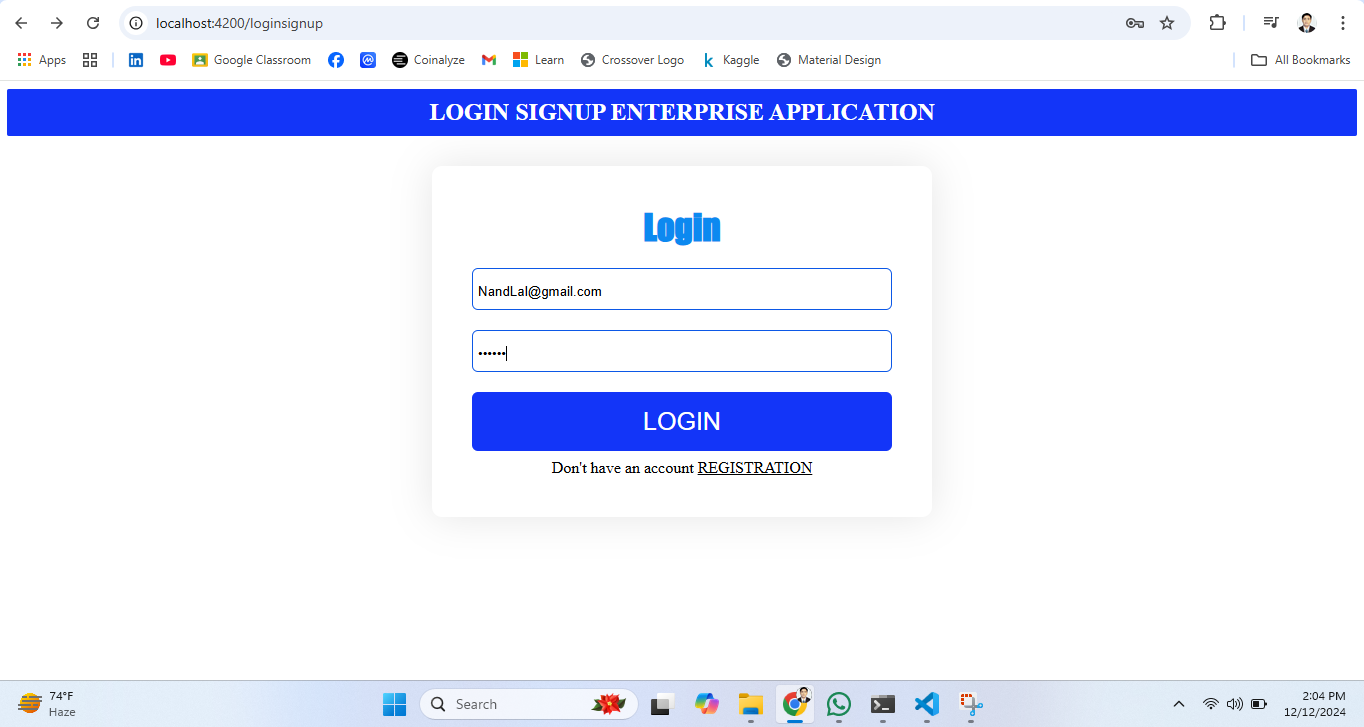 localhost:4200/loginsignup
Apps Google Classroom Coinalyze Learn Crossover Logo Kaggle Material Design All Bookmarks
LOGIN SIGNUP ENTERPRISE APPLICATION
Login
NandLal@gmail.com
••••••
LOGIN
Don't have an account REGISTRATION
74°F
Haze
Search
2:04 PM
12/12/2024